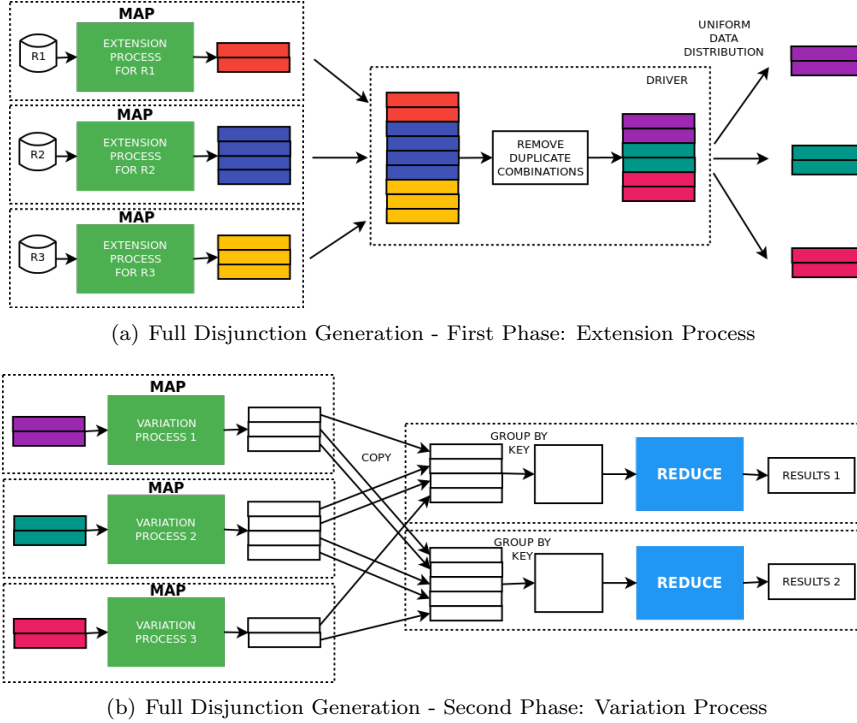 MAP
R1
EXTENSION
PROCESS
FOR R1
MAP
R2
EXTENSION
PROCESS
FOR R2
MAP
R3
EXTENSION
PROCESS
FOR R3
DRIVER
REMOVE
DUPLICATE
COMBINATIONS
UNIFORM
DATA
DISTRIBUTION
(a) Full Disjunction Generation - First Phase: Extension Process
MAP
VARIATION
PROCESS 1
MAP
VARIATION
PROCESS 2
MAP
VARIATION
PROCESS 3
COPY
GROUP BY
KEY
REDUCE
RESULTS 1
GROUP BY
KEY
REDUCE
RESULTS 2
(b) Full Disjunction Generation - Second Phase: Variation Process